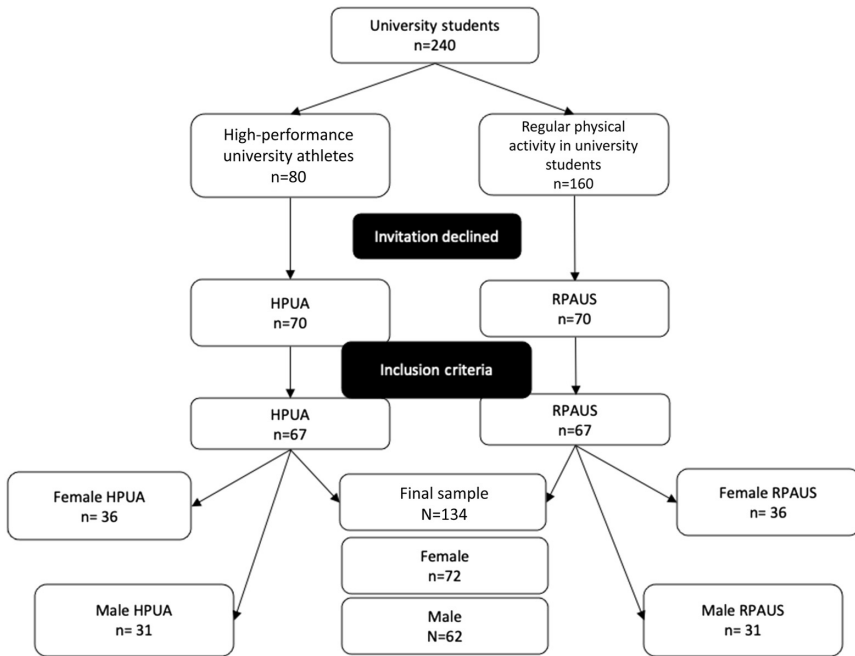 University students
n=240
High-performance
university athletes
n=80
Regular physical
activity in university
students
n=160
Invitation declined
HPUA
n=70
RPAUS
n=70
Inclusion criteria
HPUA
n=67
RPAUS
n=67
Female HPUA
n= 36
Final sample
N=134
Female RPAUS
n= 36
Female
n=72
Male HPUA
n= 31
Male
N=62
Male RPAUS
n= 31